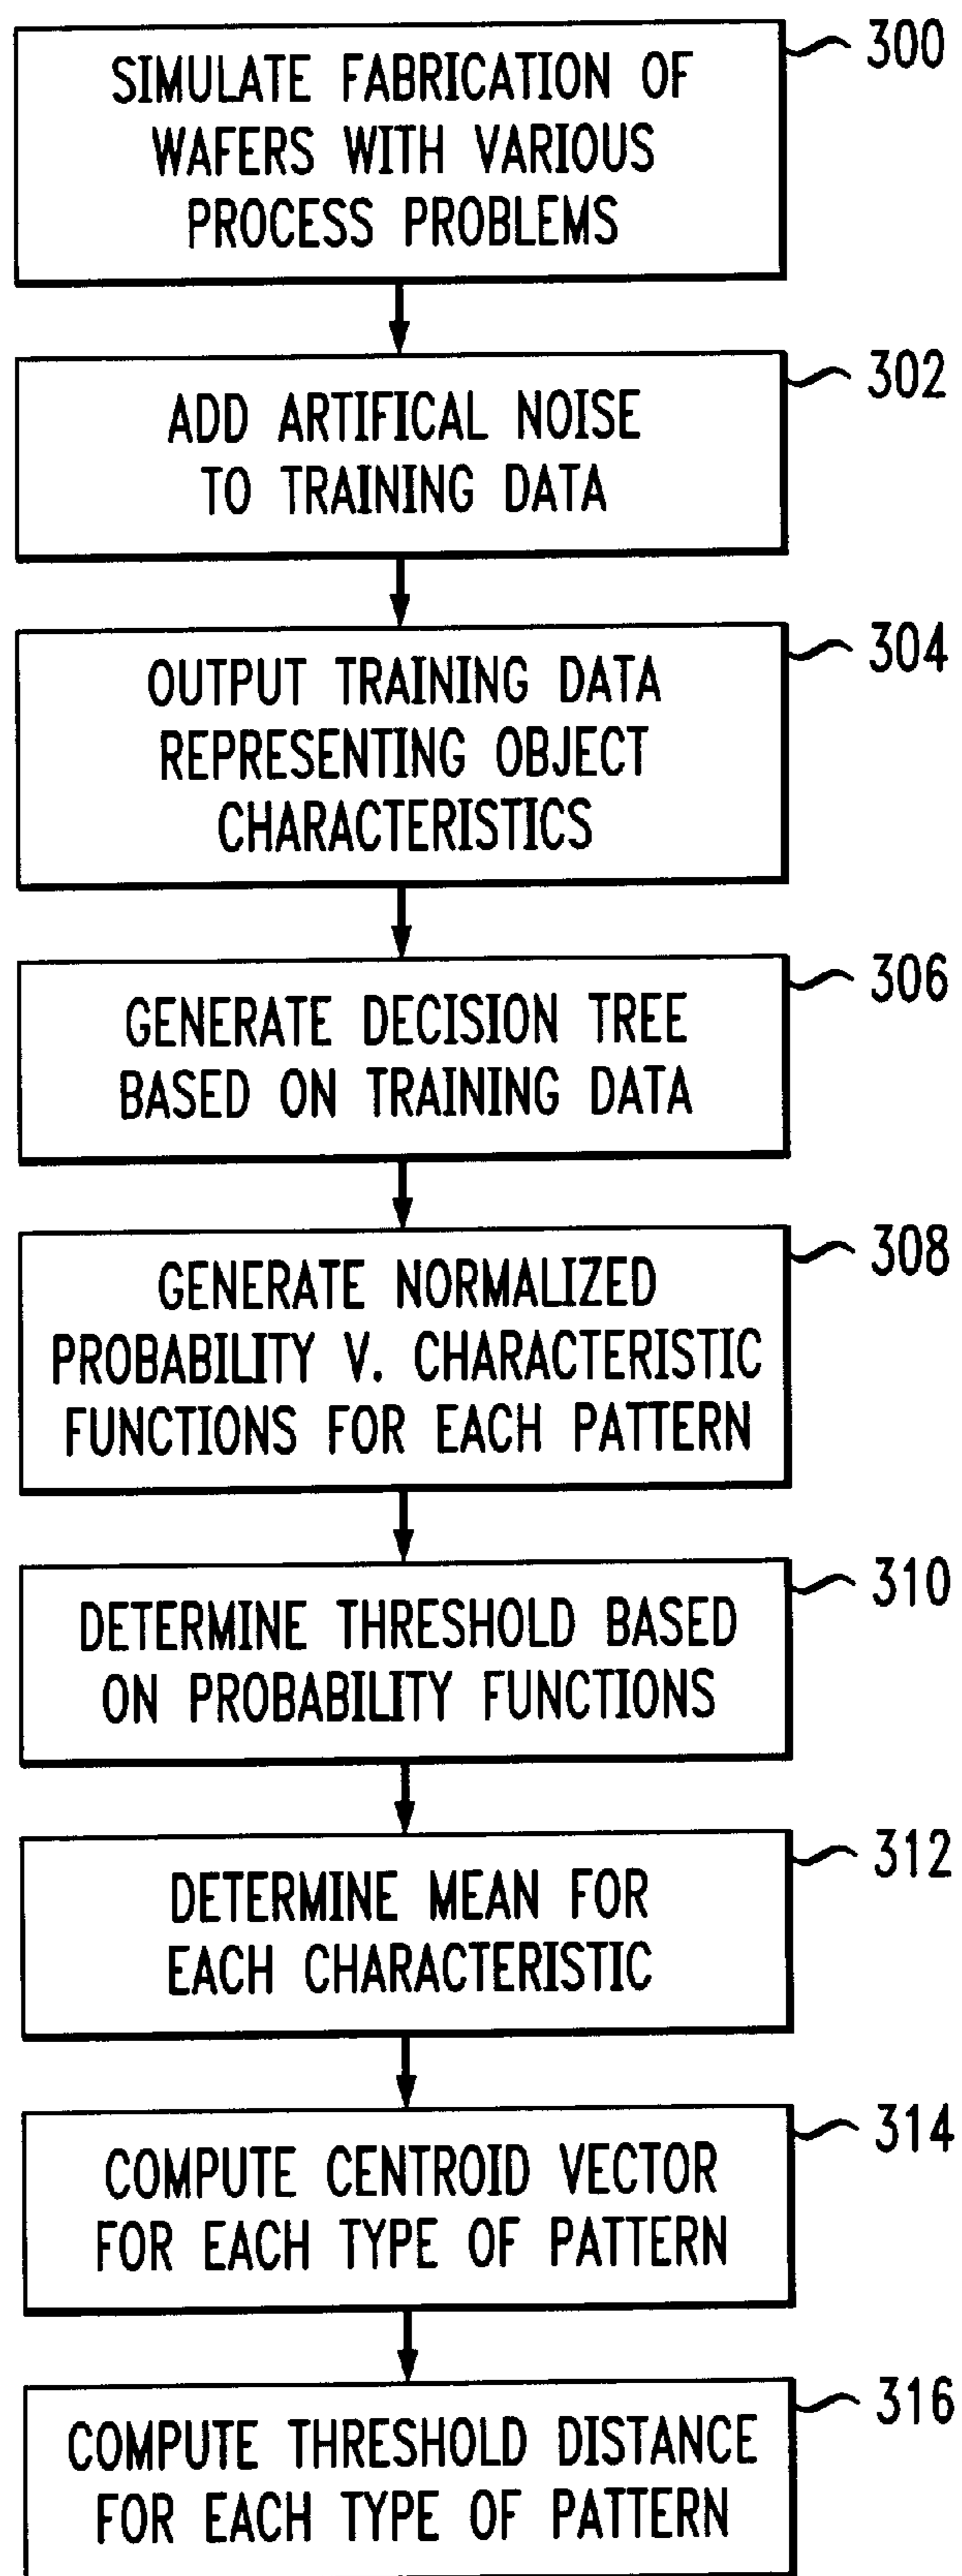 300
SIMULATE FABRICATION OF
WAFERS WITH VARIOUS
PROCESS PROBLEMS
302
ADD ARTIFICAL NOISE
TO TRAINING DATA
304
OUTPUT TRAINING DATA
REPRESENTING OBJECT
CHARACTERISTICS
306
GENERATE DECISION TREE
BASED ON TRAINING DATA
308
GENERATE NORMALIZED
PROBABILITY V. CHARACTERISTIC
FUNCTIONS FOR EACH PATTERN
310
DETERMINE THRESHOLD BASED
ON PROBABILITY FUNCTIONS
312
DETERMINE MEAN FOR
EACH CHARACTERISTIC
314
COMPUTE CENTROID VECTOR
FOR EACH TYPE OF PATTERN
316
COMPUTE THRESHOLD DISTANCE
FOR EACH TYPE OF PATTERN